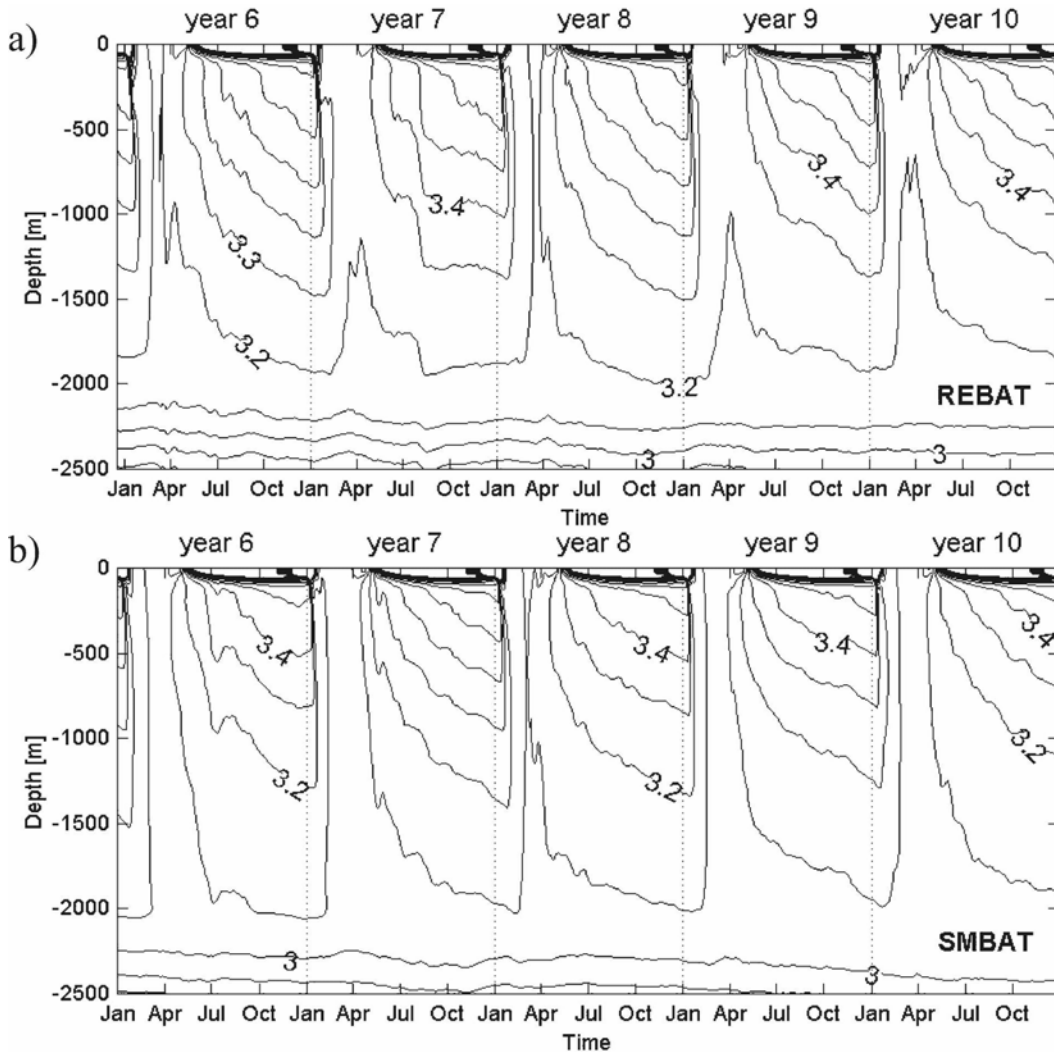 a)
year 6 year 7 year 8 year 9 year 10
0
-500
-1000
-1500
-2000
-2500
Depth [m]
3.3
3.2
3.4
3.2
3.4
3.4
3
3
REBAT
Jan Apr Jul Oct Jan Apr Jul Oct Jan Apr Jul Oct Jan Apr Jul Oct Jan Apr Jul Oct
Time
b)
year 6 year 7 year 8 year 9 year 10
0
-500
-1000
-1500
-2000
-2500
Depth [m]
3.4
3.2
3.4
3.2
3.4
3.4
3.2
3
3
SMBAT
Jan Apr Jul Oct Jan Apr Jul Oct Jan Apr Jul Oct Jan Apr Jul Oct Jan Apr Jul Oct
Time